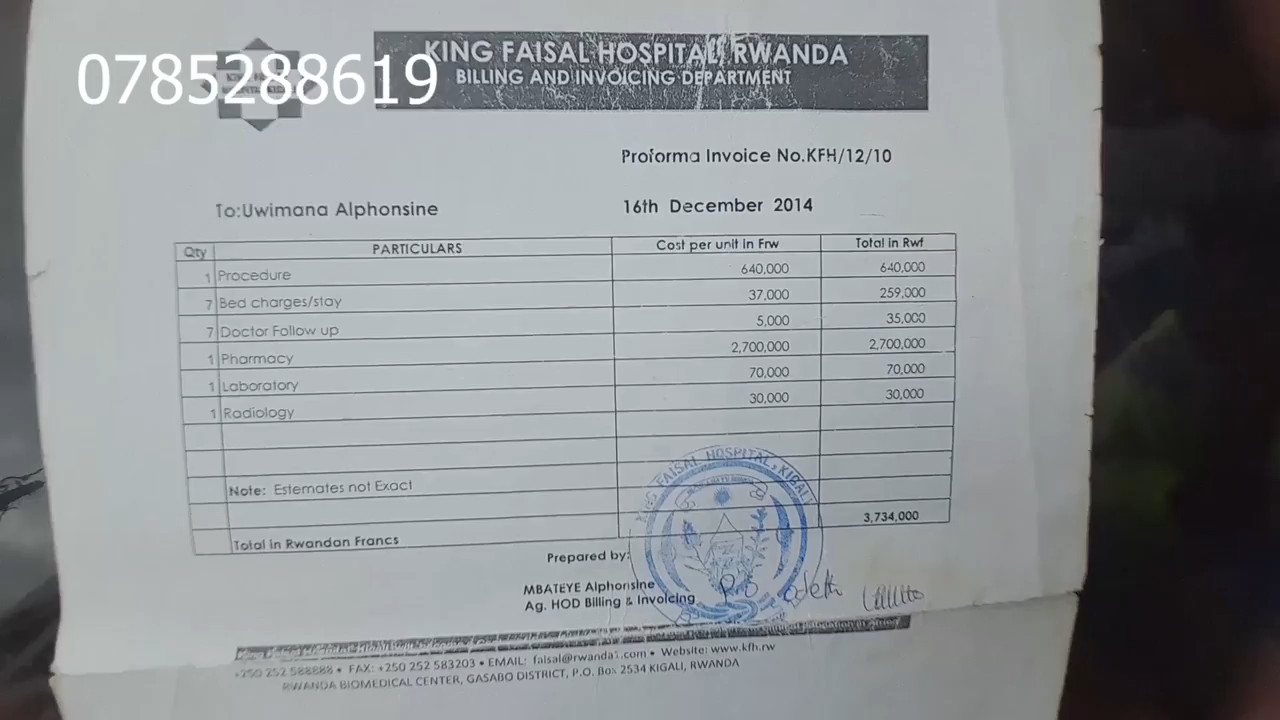 0785288619
KING FAISAL HOSPITAL, RWANDA
BILLING AND INVOICING DEPARTMENT
Proforma Invoice No.KFH/12/10
To:Uwimana Alphonsine
16th December 2014
Qty PARTICULARS Cost per unit in Frw Total in Rwf
1 Procedure 640,000 640,000
7 Bed charges/stay 37,000 259,000
7 Doctor Follow up 5,000 35,000
1 Pharmacy 2,700,000 2,700,000
1 Laboratory 70,000 70,000
1 Radiology 30,000 30,000
Note: Estemates not Exact
Total in Rwandan Francs 3,734,000
KING FAISAL HOSPITAL, KIGALI
Prepared by:
MBATEYE Alphonsine
Ag. HOD Billing & Invoicing
+250 252 588888 • FAX: +250 252 583203 • EMAIL: faisal@rwanda1.com • Website: www.kfh.rw
RWANDA BIOMEDICAL CENTER, GASABO DISTRICT, P.O. Box 2534 KIGALI, RWANDA